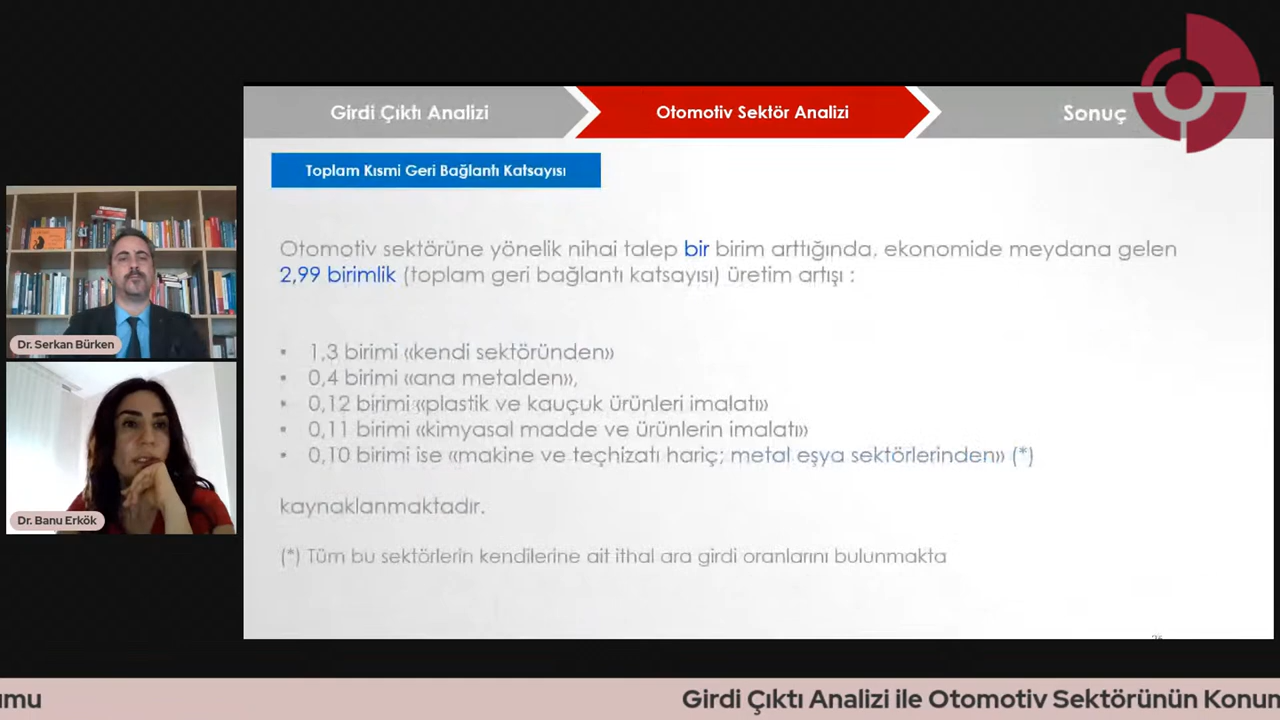 Girdi Çıktı Analizi
Otomotiv Sektör Analizi
Sonuç
Toplam Kısmi Geri Bağlantı Katsayısı
Otomotiv sektörüne yönelik nihai talep bir birim arttığında, ekonomide meydana gelen
2,99 birimlik (toplam geri bağlantı katsayısı) üretim artışı :
▪ 1,3 birimi «kendi sektöründen»
▪ 0,4 birimi «ana metalden»,
▪ 0,12 birimi «plastik ve kauçuk ürünleri imalatı»
▪ 0,11 birimi «kimyasal madde ve ürünlerin imalatı»
▪ 0,10 birimi ise «makine ve teçhizatı hariç; metal eşya sektörlerinden» (*)
kaynaklanmaktadır.
(*) Tüm bu sektörlerin kendilerine ait ithal ara girdi oranlarını bulunmakta
Dr. Serkan Bürken
Dr. Banu Erkök
umu
Girdi Çıktı Analizi ile Otomotiv Sektörünün Konum